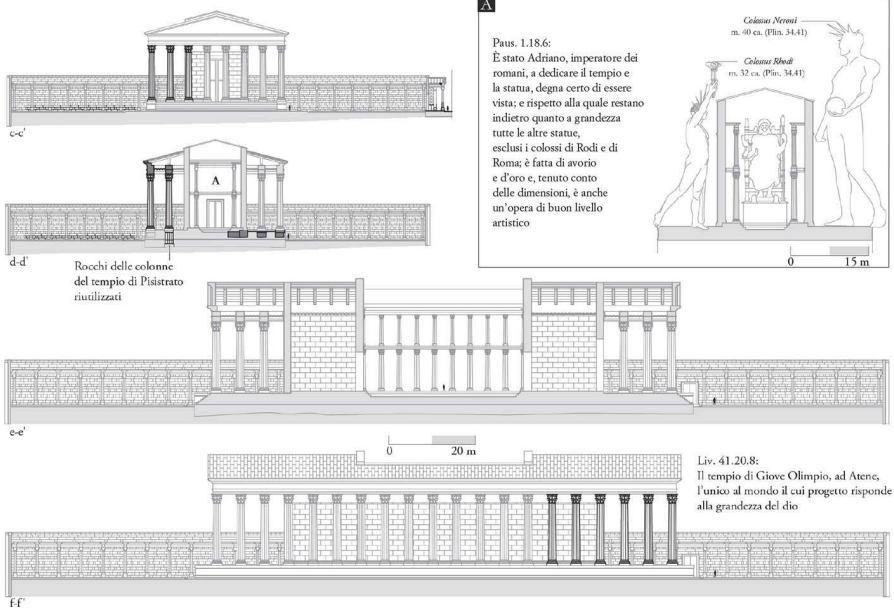 A
Paus. 1.18.6:
È stato Adriano, imperatore dei
romani, a dedicare il tempio e
la statua, degna certo di essere
vista; e rispetto alla quale restano
indietro quanto a grandezza
tutte le altre statue,
esclusi i colossi di Rodi e di
Roma; è fatta di avorio
e d'oro e, tenuto conto
delle dimensioni, è anche
un'opera di buon livello
artistico
Colossus Neroni
m. 40 ca. (Plin. 34.41)
Colossus Rhodi
m. 32 ca. (Plin. 34.41)
0 15 m
c-c'
A
d-d'
Rocchi delle colonne
del tempio di Pisistrato
riutilizzati
e-e'
0 20 m
Liv. 41.20.8:
Il tempio di Giove Olimpio, ad Atene,
l'unico al mondo il cui progetto risponde
alla grandezza del dio
f-f'